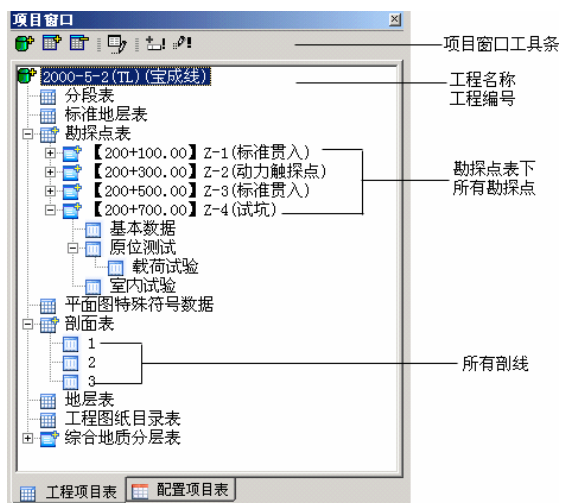 项目窗口
项目窗口工具条
2000-5-2(TL)(宝成线)
工程名称
工程编号
分段表
标准地层表
勘探点表
【200+100.00】Z-1(标准贯入)
【200+300.00】Z-2(动力触探点)
【200+500.00】Z-3(标准贯入)
【200+700.00】Z-4(试坑)
勘探点表下
所有勘探点
基本数据
原位测试
载荷试验
室内试验
平面图特殊符号数据
剖面表
1
2
3
所有剖线
地层表
工程图纸目录表
综合地质分层表
工程项目表
配置项目表